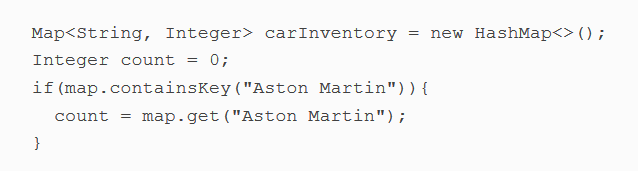 Map<String, Integer> carInventory = new HashMap<>();
Integer count = 0;
if(map.containsKey("Aston Martin")){
  count = map.get("Aston Martin");
}